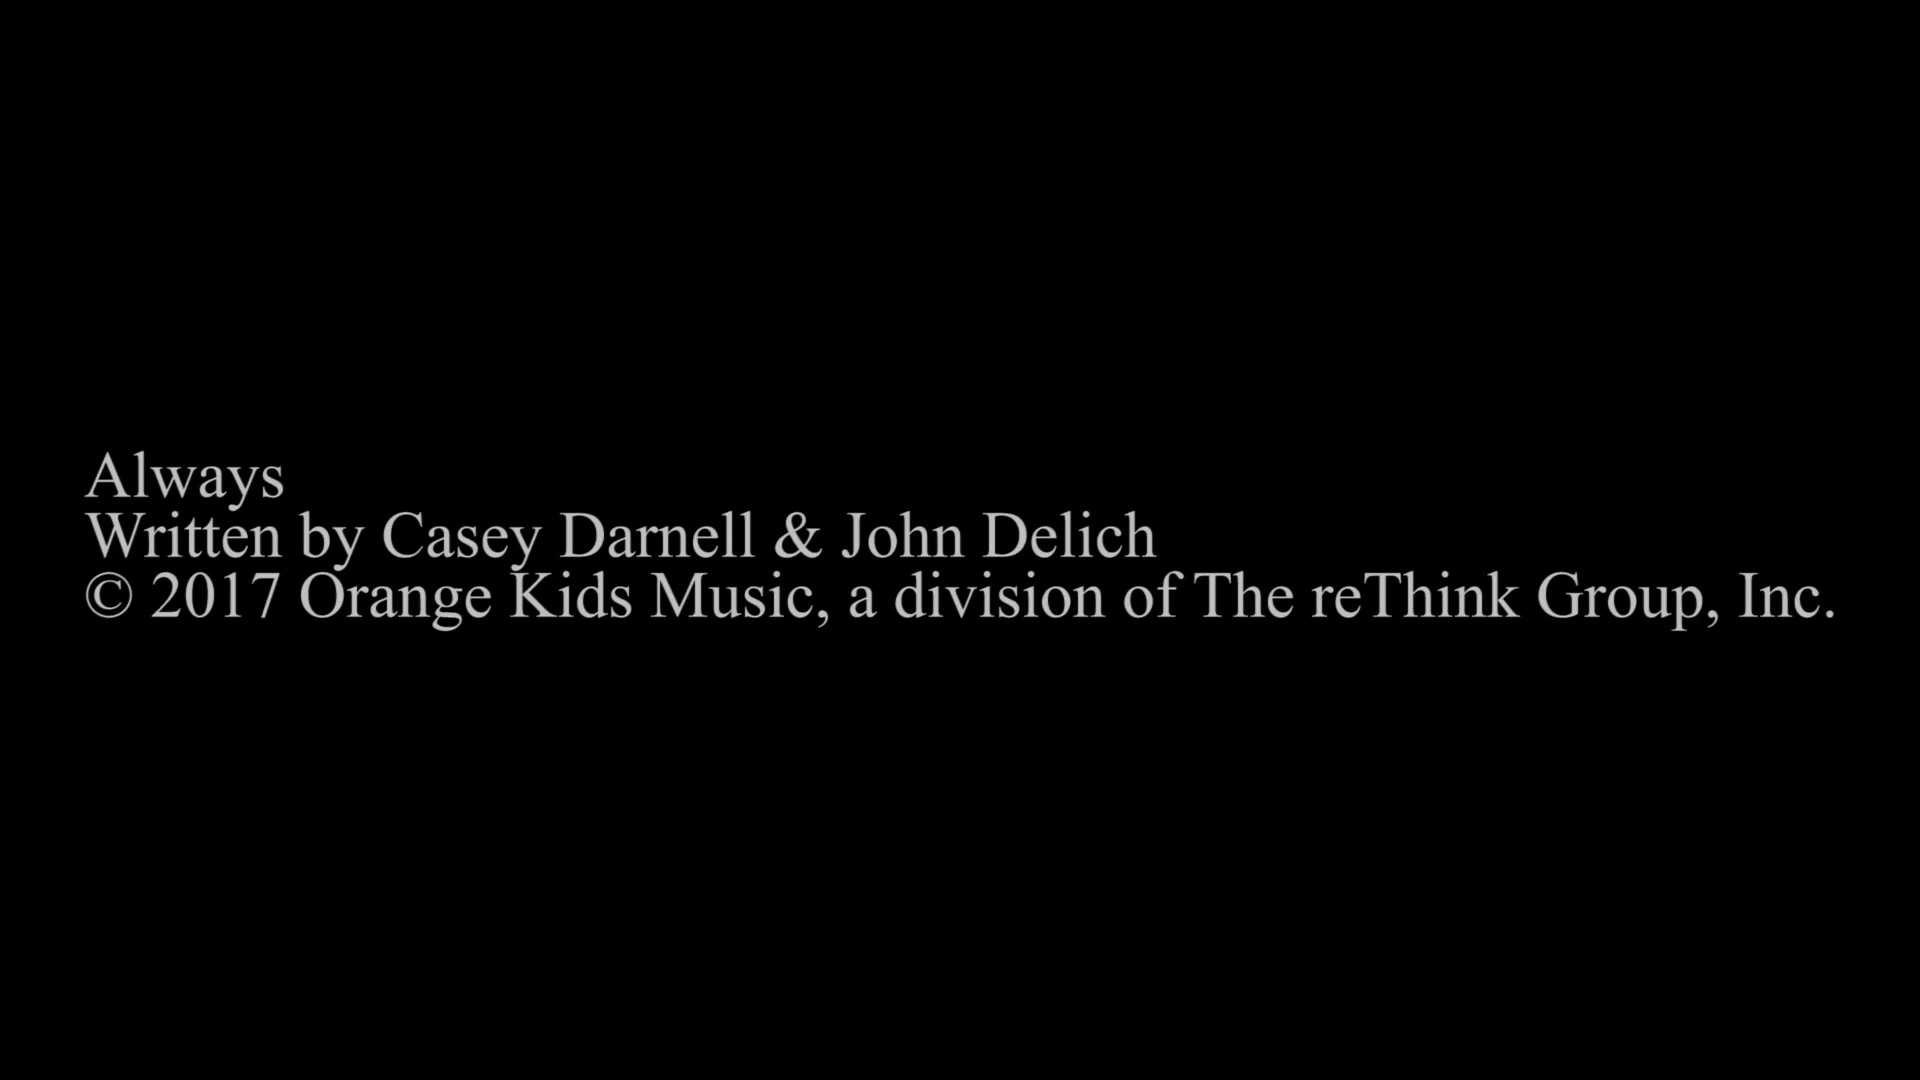 Always
Written by Casey Darnell & John Delich
© 2017 Orange Kids Music, a division of The reThink Group, Inc.